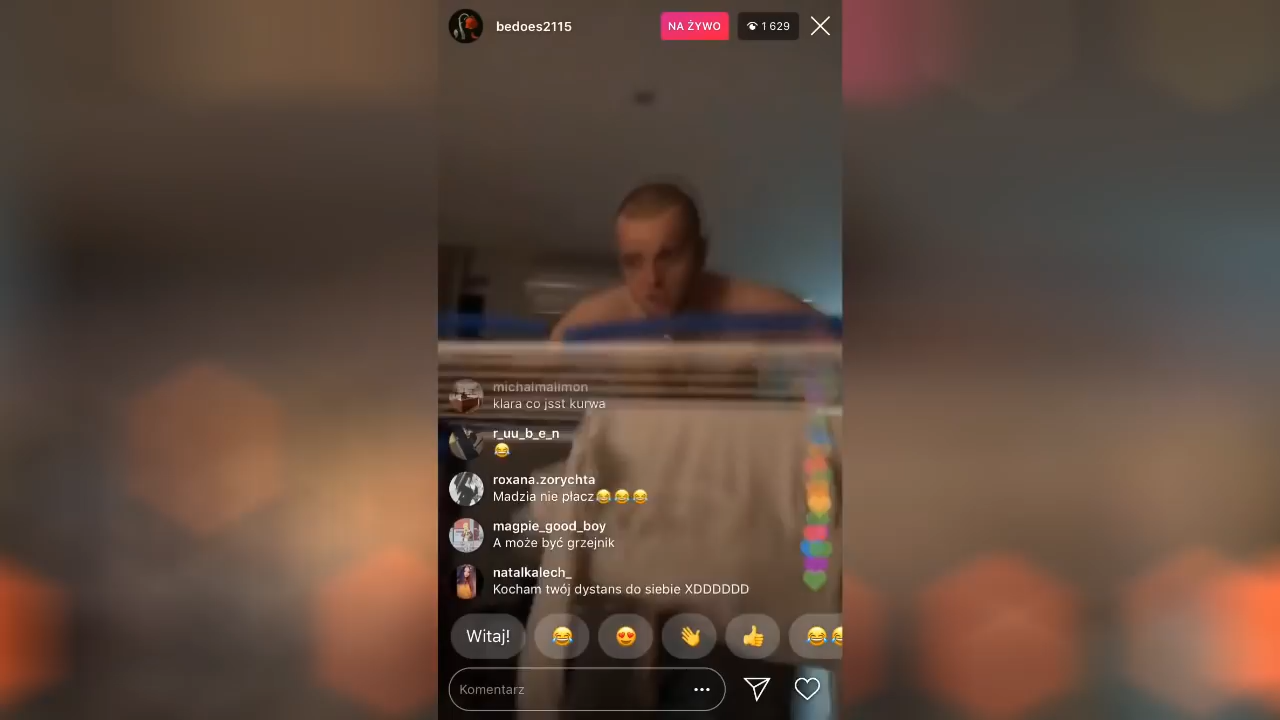 bedoes2115
NA ŻYWO
1 629
michalmalimon
klara co jsst kurwa
r_uu_b_e_n
😂
roxana.zorychta
Madzia nie płacz😂😂😂
magpie_good_boy
A może być grzejnik
natalkalech_
Kocham twój dystans do siebie XDDDDDD
Witaj!
Komentarz